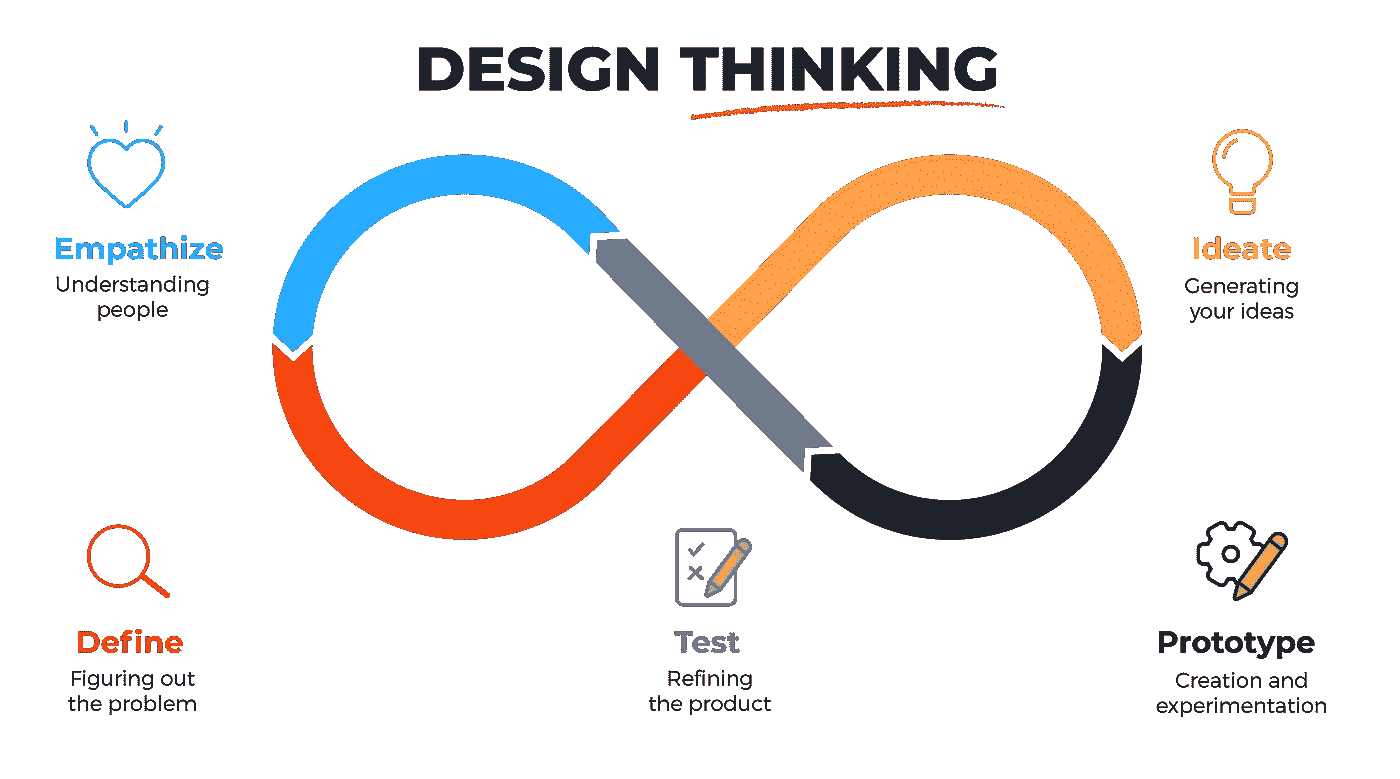 DESIGN THINKING
Empathize
Understanding
people
Ideate
Generating
your ideas
Define
Figuring out
the problem
Test
Refining
the product
Prototype
Creation and
experimentation